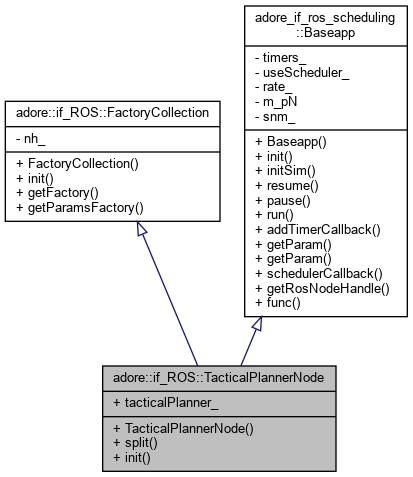 adore_if_ros_scheduling
::Baseapp
- timers_
- useScheduler_
- rate_
- m_pN
- snm_
+ Baseapp()
+ init()
+ initSim()
+ resume()
+ pause()
+ run()
+ addTimerCallback()
+ getParam()
+ getParam()
+ schedulerCallback()
+ getRosNodeHandle()
+ func()
adore::if_ROS::FactoryCollection
- nh_
+ FactoryCollection()
+ init()
+ getFactory()
+ getParamsFactory()
adore::if_ROS::TacticalPlannerNode
+ tacticalPlanner_
+ TacticalPlannerNode()
+ split()
+ init()